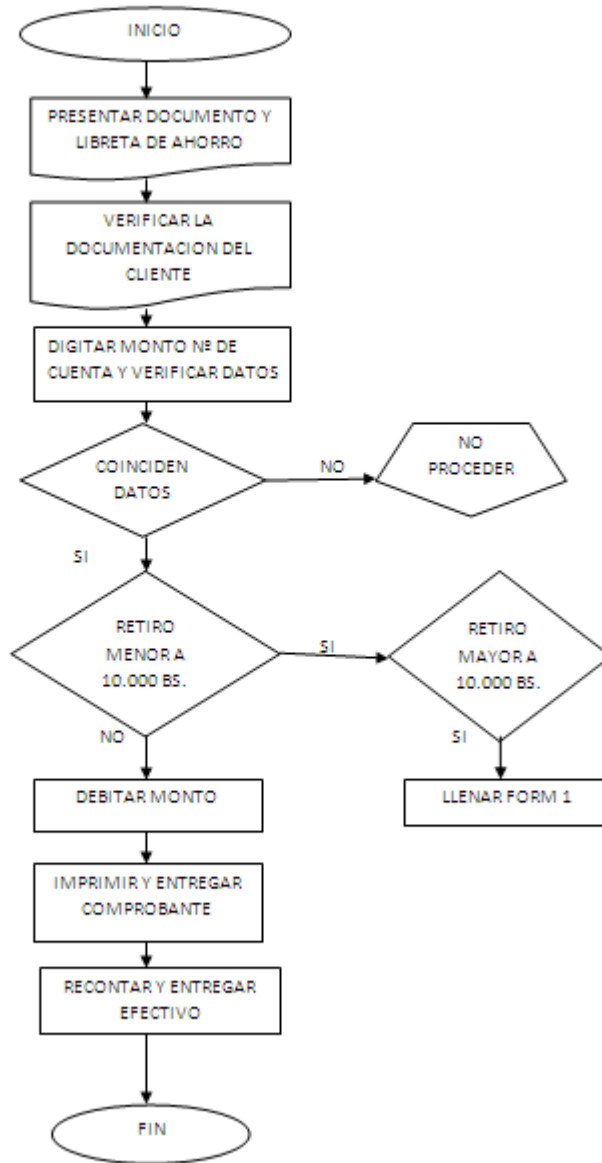 INICIO
PRESENTAR DOCUMENTO Y
LIBRETA DE AHORRO
VERIFICAR LA
DOCUMENTACION DEL
CLIENTE
DIGITAR MONTO Nº DE
CUENTA Y VERIFICAR DATOS
COINCIDEN
DATOS
NO
NO
PROCEDER
SI
RETIRO
MENOR A
10.000 BS.
SI
RETIRO
MAYOR A
10.000 BS.
NO
SI
DEBITAR MONTO
LLENAR FORM 1
IMPRIMIR Y ENTREGAR
COMPROBANTE
RECONTAR Y ENTREGAR
EFECTIVO
FIN